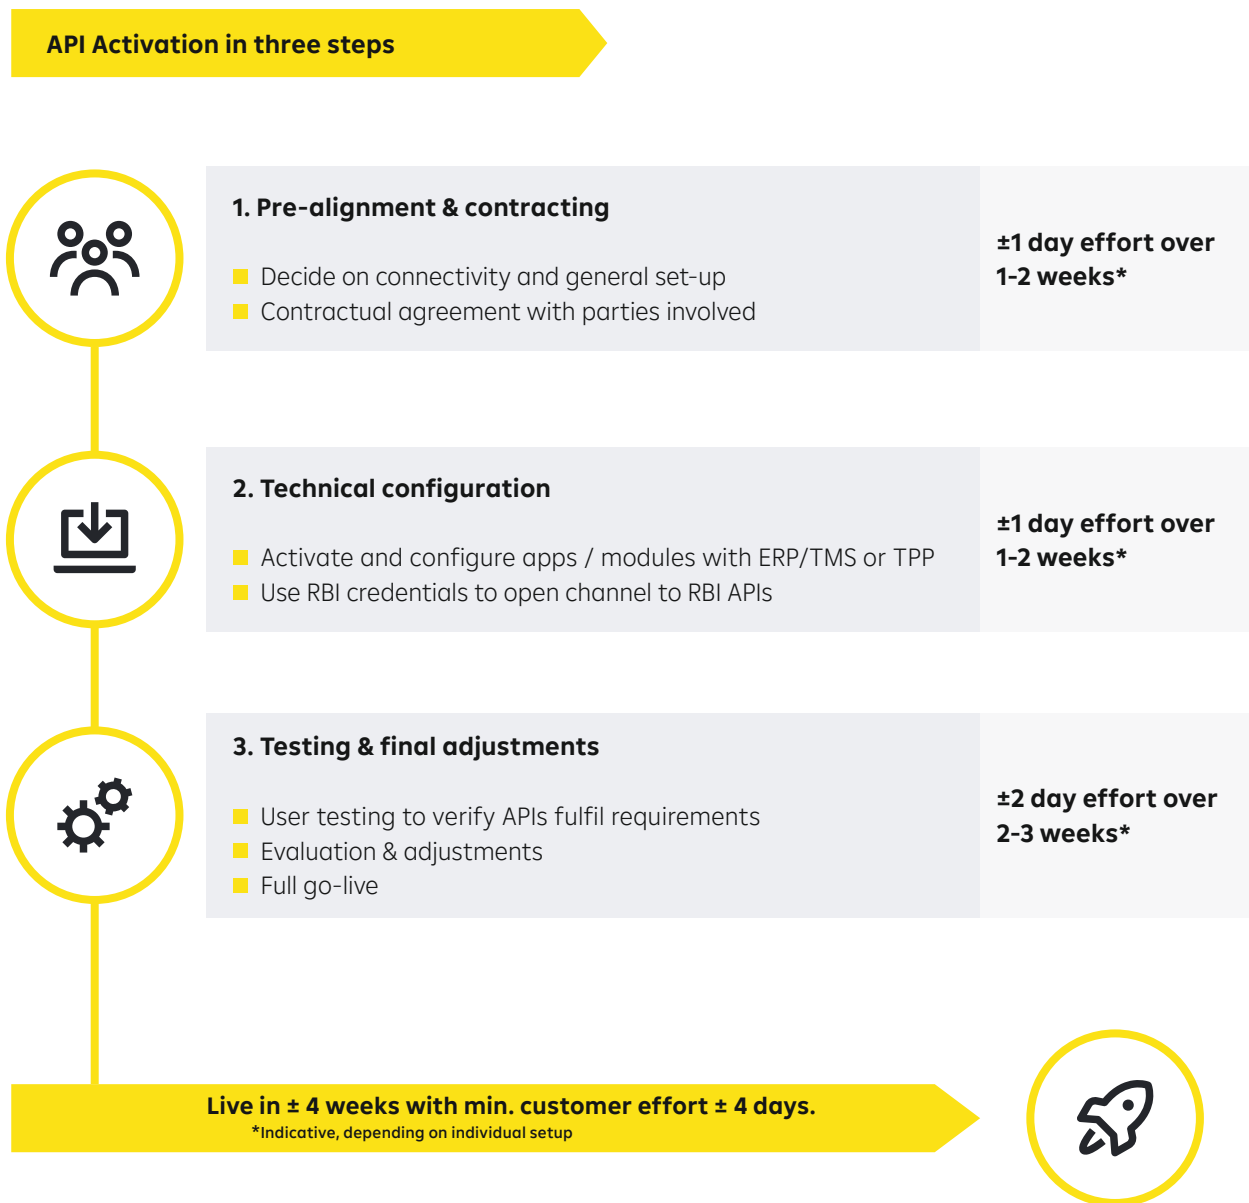 API Activation in three steps
1. Pre-alignment & contracting
Decide on connectivity and general set-up
Contractual agreement with parties involved
±1 day effort over
1-2 weeks*
2. Technical configuration
Activate and configure apps / modules with ERP/TMS or TPP
Use RBI credentials to open channel to RBI APIs
±1 day effort over
1-2 weeks*
3. Testing & final adjustments
User testing to verify APIs fulfil requirements
Evaluation & adjustments
Full go-live
±2 day effort over
2-3 weeks*
Live in ± 4 weeks with min. customer effort ± 4 days.
*Indicative, depending on individual setup